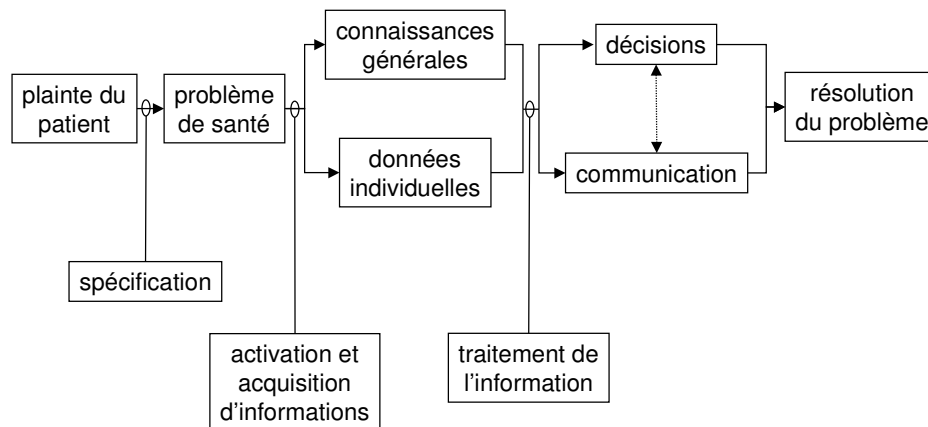 plainte du
patient
problème
de santé
connaissances
générales
données
individuelles
décisions
communication
résolution
du problème
spécification
activation et
acquisition
d'informations
traitement de
l'information